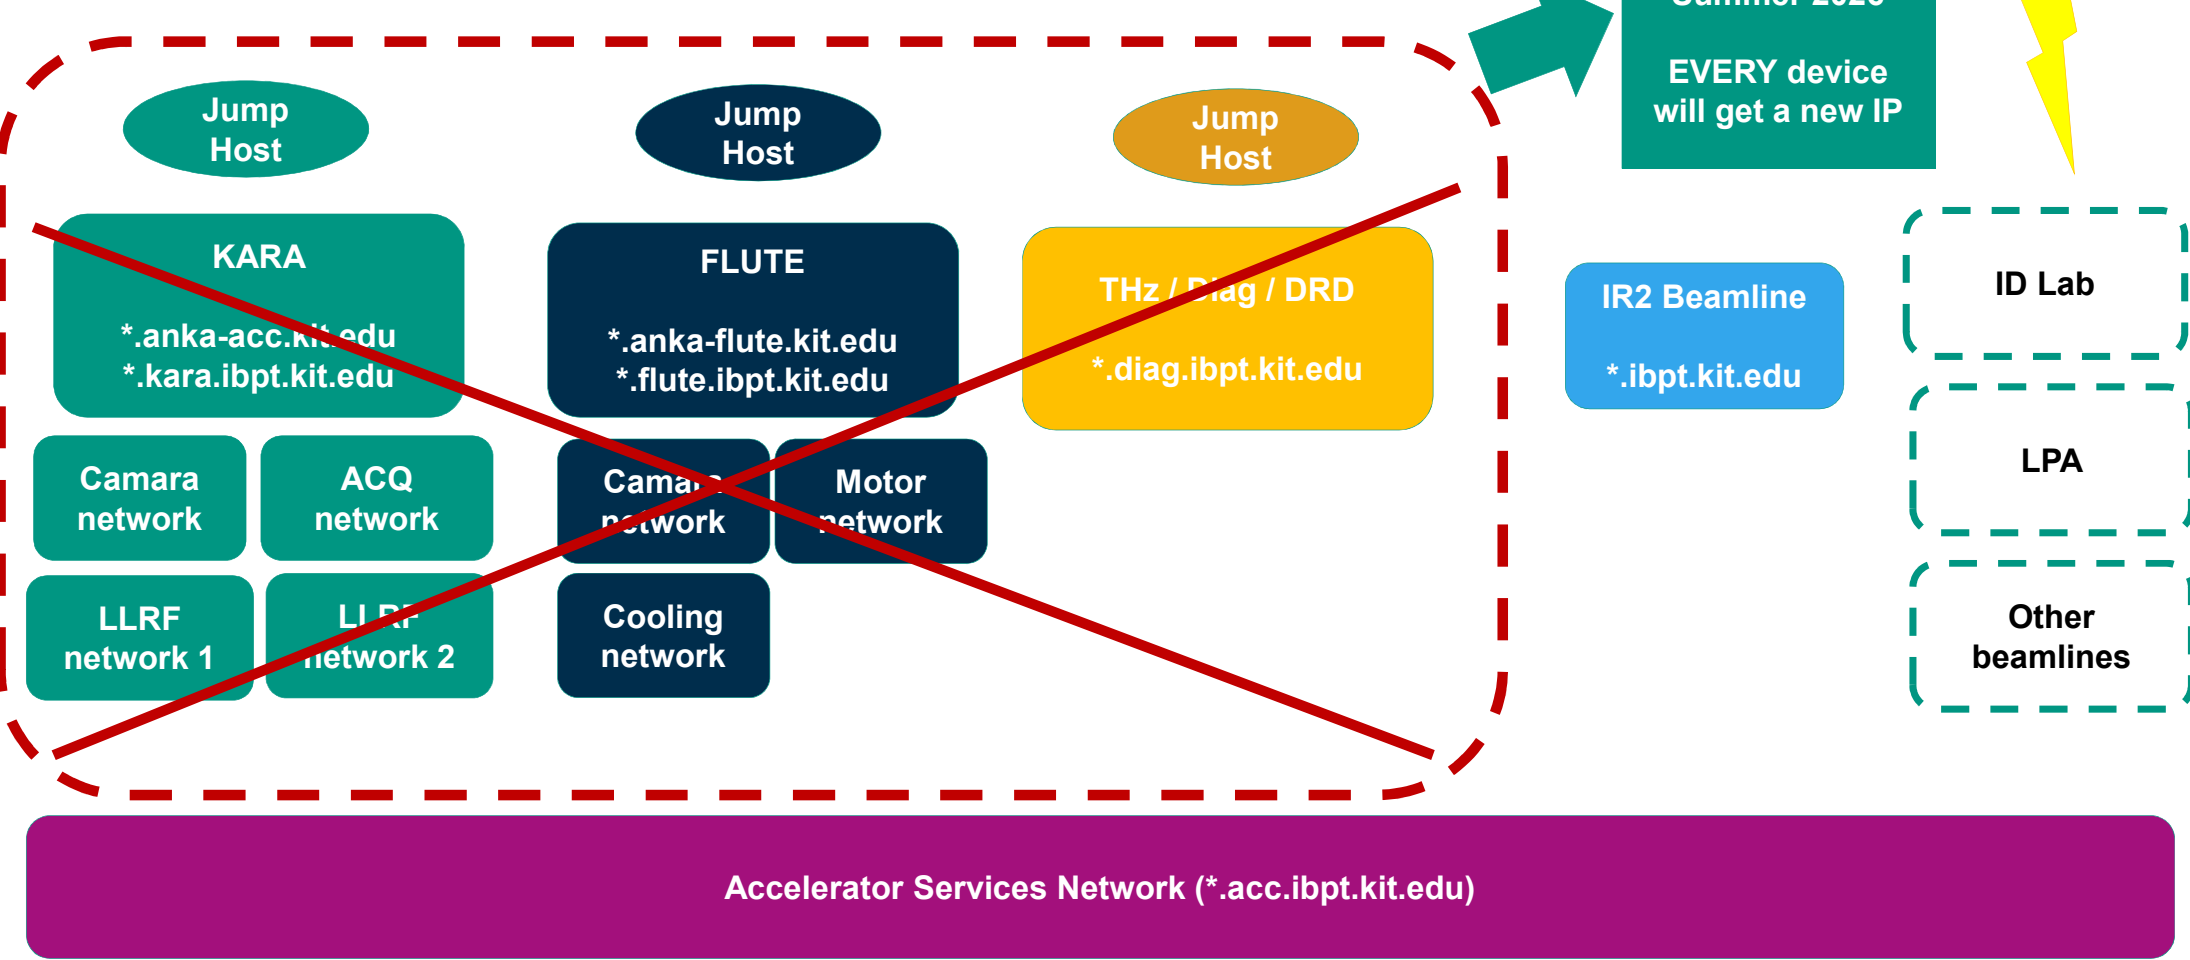 EVERY device
will get a new IP
Jump
Host
Jump
Host
Jump
Host
KARA
*.anka-acc.kit.edu
*.kara.ibpt.kit.edu
FLUTE
*.anka-flute.kit.edu
*.flute.ibpt.kit.edu
THz / Diag / DRD
*.diag.ibpt.kit.edu
IR2 Beamline
*.ibpt.kit.edu
ID Lab
Camara
network
ACQ
network
Camara
network
Motor
network
LPA
LLRF
network 1
LLRF
network 2
Cooling
network
Other
beamlines
Accelerator Services Network (*.acc.ibpt.kit.edu)